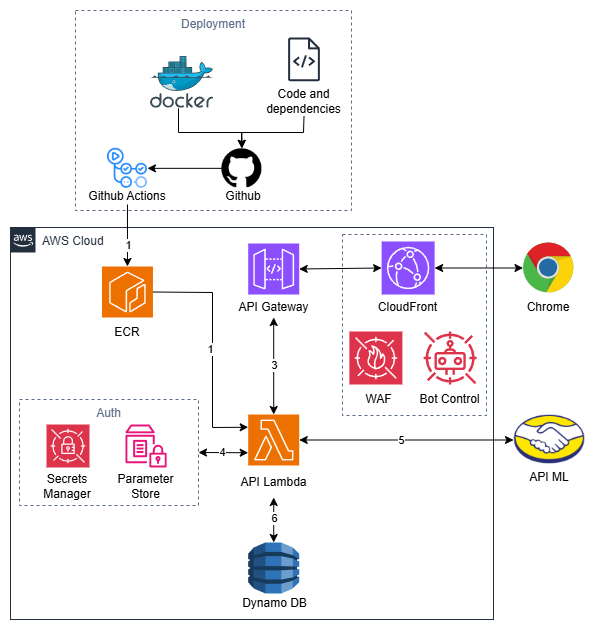 Deployment
docker
Code and
dependencies
Github Actions
Github
1
aws
AWS Cloud
ECR
API Gateway
CloudFront
Chrome
1
3
WAF
Bot Control
Auth
Secrets
Manager
Parameter
Store
4
API Lambda
5
API ML
6
Dynamo DB